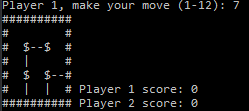 Player 1, make your move (1-12): 7
##########
#        #
#  $--$  #
#  |     #
#  $  $--#
#  |  |  # Player 1 score: 0
########## Player 2 score: 0